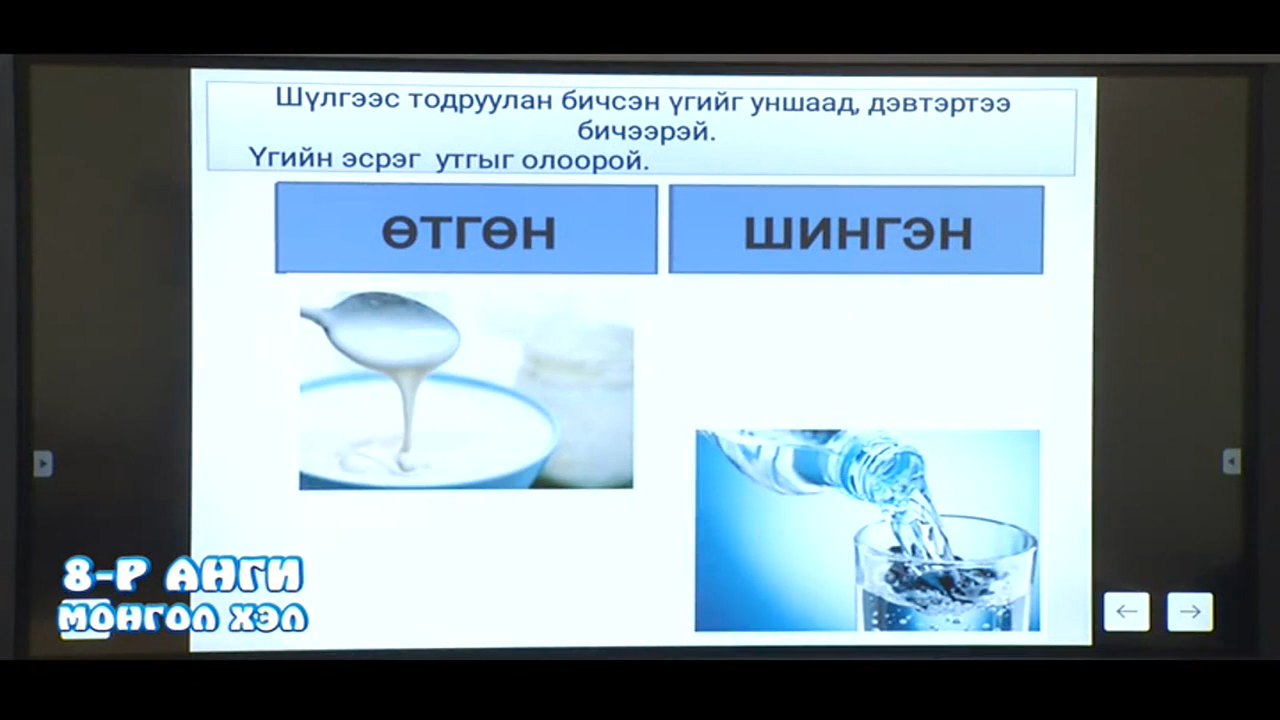 Шүлгээс тодруулан бичсэн үгийг уншаад, дэвтэртээ
бичээрэй.
Үгийн эсрэг утгыг олоорой.
ӨТГӨН
ШИНГЭН
8-Р АНГИ
МОНГОЛ ХЭЛ